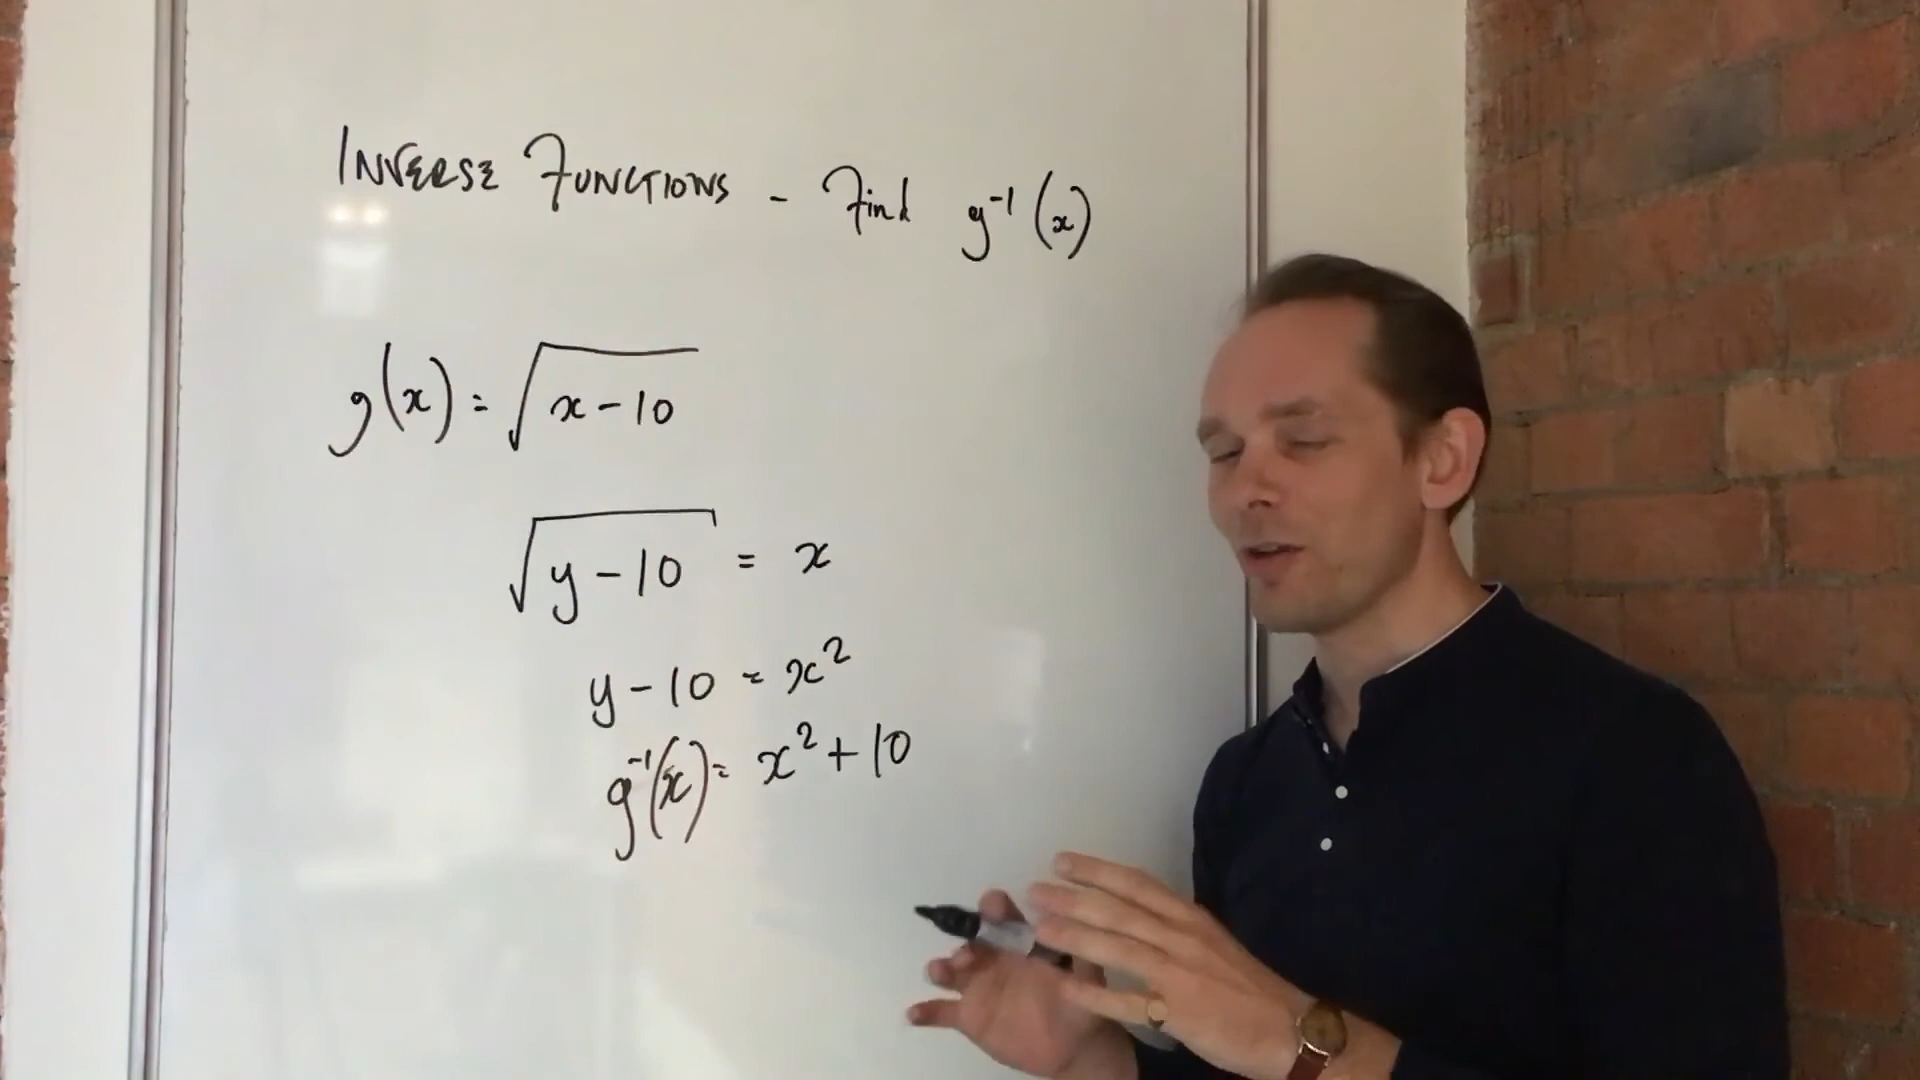 INVERSE FUNCTIONS - Find g⁻¹(x)
g(x) = √(x-10)
√(y-10) = x
y-10 = x²
g⁻¹(x) = x²+10